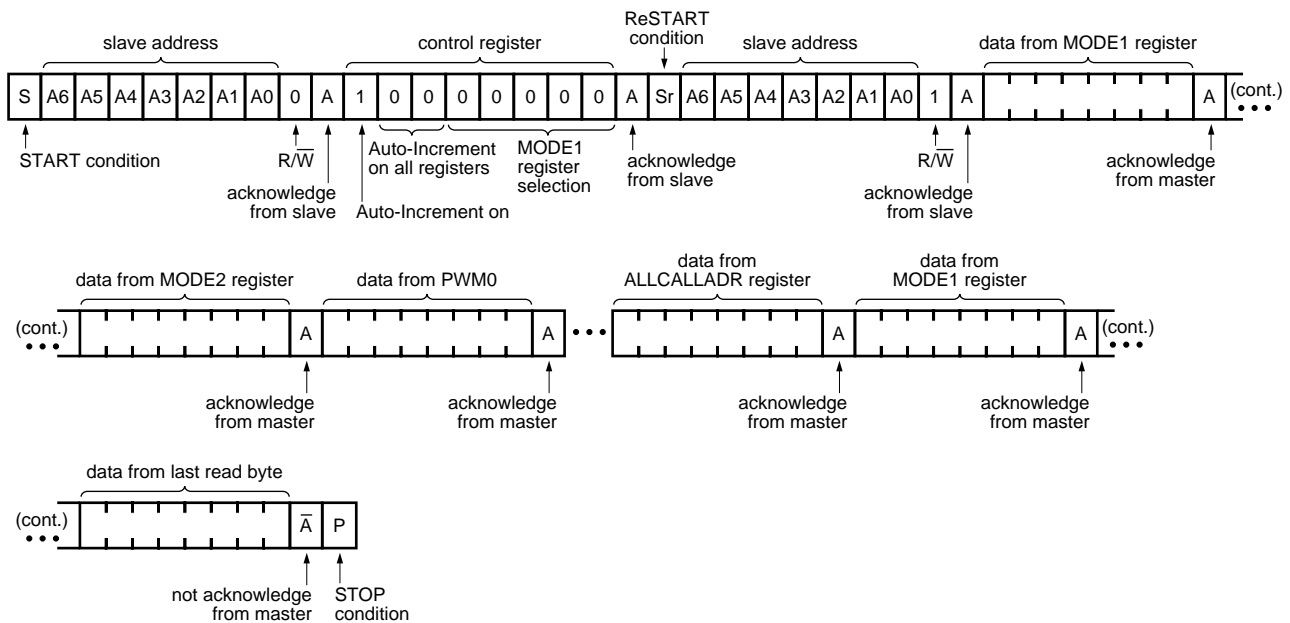 ReSTART
condition
slave address
control register
slave address
data from MODE1 register
S A6 A5 A4 A3 A2 A1 A0 0 A 1 0 0 0 0 0 0 0 A Sr A6 A5 A4 A3 A2 A1 A0 1 A A (cont.)
START condition
R/W̅
acknowledge
from slave
Auto-Increment on
Auto-Increment
on all registers
MODE1
register
selection
acknowledge
from slave
R/W̅
acknowledge
from slave
acknowledge
from master
data from MODE2 register
data from PWM0
data from
ALLCALLADR register
data from
MODE1 register
(cont.) A A A A (cont.)
acknowledge
from master
acknowledge
from master
acknowledge
from master
acknowledge
from master
data from last read byte
(cont.) A̅ P
not acknowledge
from master
STOP
condition